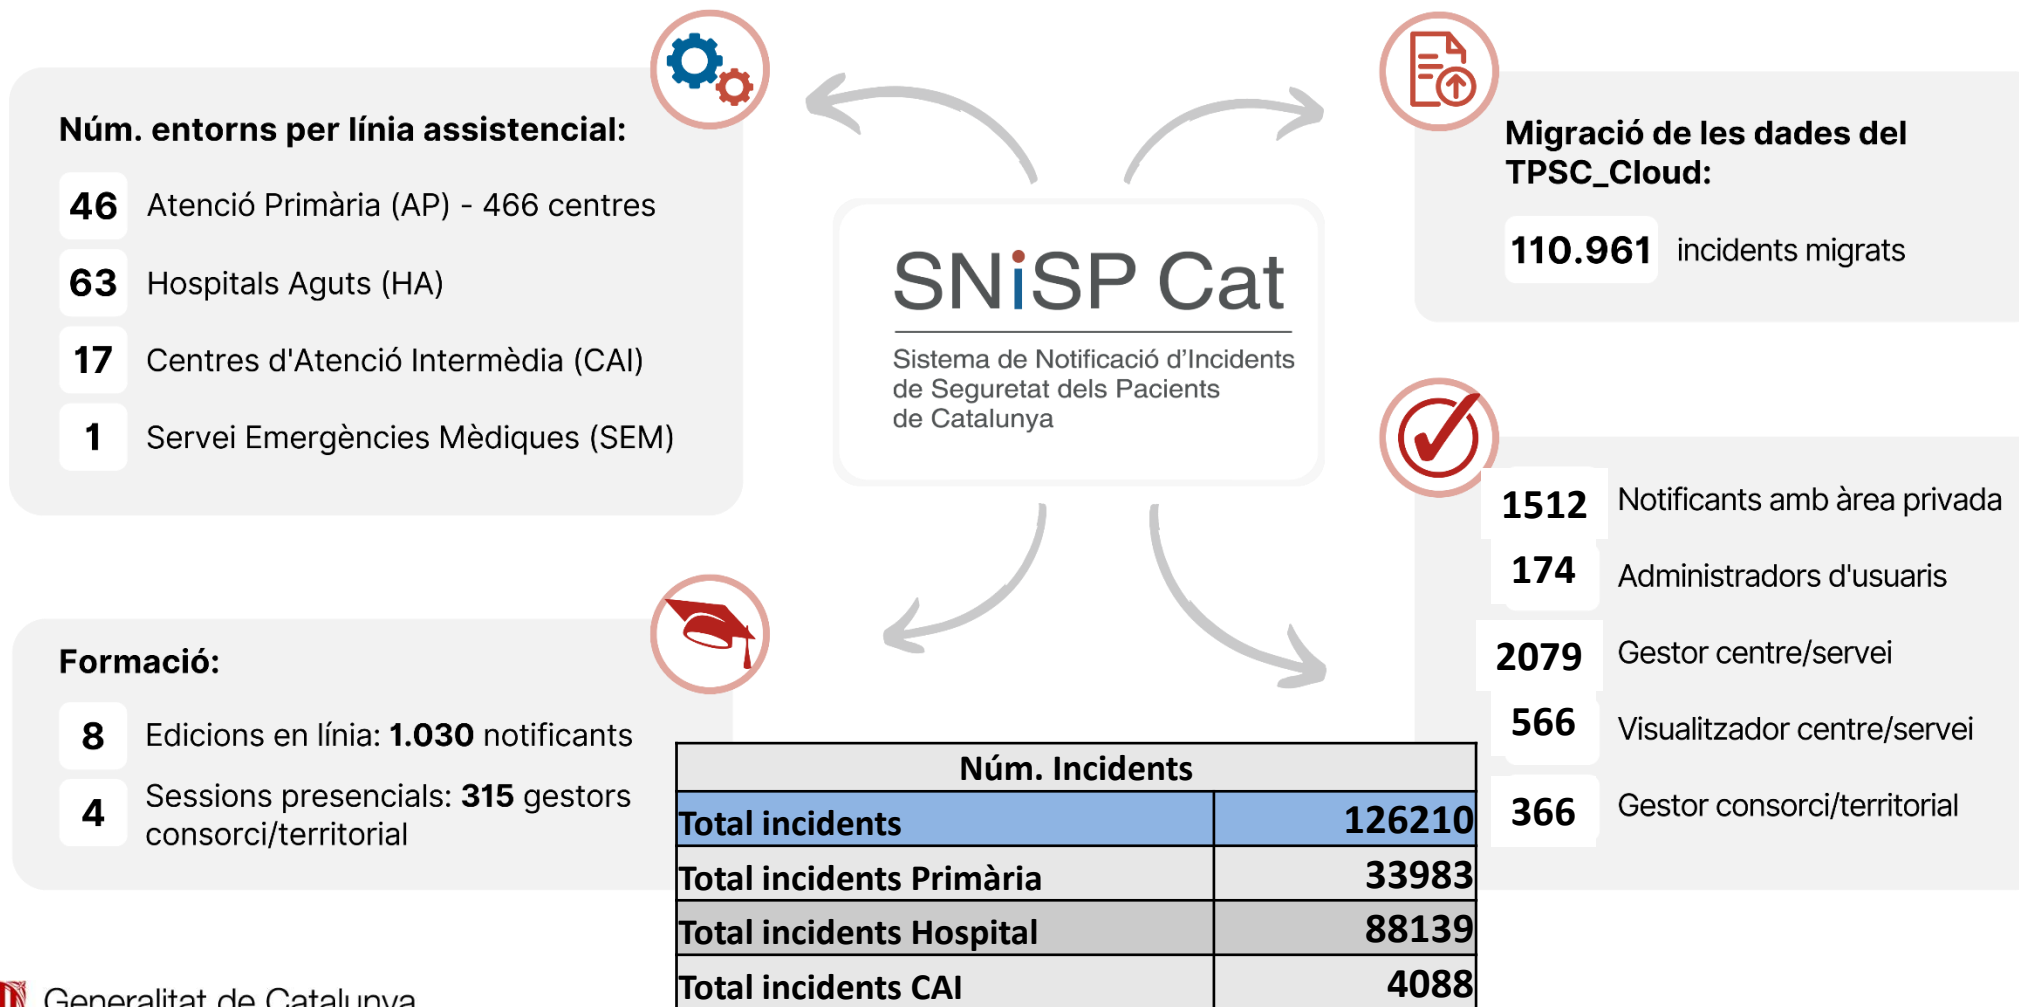 Núm. entorns per línia assistencial:
46 Atenció Primària (AP) - 466 centres
63 Hospitals Aguts (HA)
17 Centres d'Atenció Intermèdia (CAI)
1 Servei Emergències Mèdiques (SEM)
SNiSP Cat
Sistema de Notificació d'Incidents
de Seguretat dels Pacients
de Catalunya
Migració de les dades del
TPSC_Cloud:
110.961 incidents migrats
1512 Notificants amb àrea privada
174 Administradors d'usuaris
2079 Gestor centre/servei
566 Visualitzador centre/servei
366 Gestor consorci/territorial
Formació:
8 Edicions en línia: 1.030 notificants
4 Sessions presencials: 315 gestors
consorci/territorial
Núm. Incidents
Total incidents 126210
Total incidents Primària 33983
Total incidents Hospital 88139
Total incidents CAI 4088
Generalitat de Catalunya